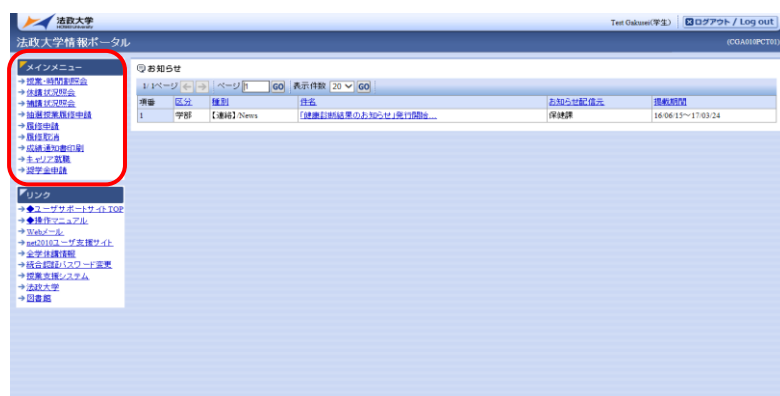 法政大学
HOSEI University
Test Gakusei(学生)
ログアウト / Log out
法政大学情報ポータル
(CGA010PCT01)
メインメニュー
授業・時間割照会
休講状況照会
補講状況照会
抽選授業履修申請
履修申請
履修取消
成績通知書印刷
キャリア就職
奨学金申請
リンク
◆ユーザサポートサイトTOP
◆操作マニュアル
Webメール
net2010ユーザ支援サイト
全学休講情報
統合認証パスワード変更
授業支援システム
法政大学
図書館
お知らせ
1/1ページ ページ 1 GO 表示件数 20 GO
項番 区分 種別 件名 お知らせ配信元 掲載期間
1 学部 【連絡】/News 「健康診断結果のお知らせ」発行開始... 保健課 16/06/15~17/03/24